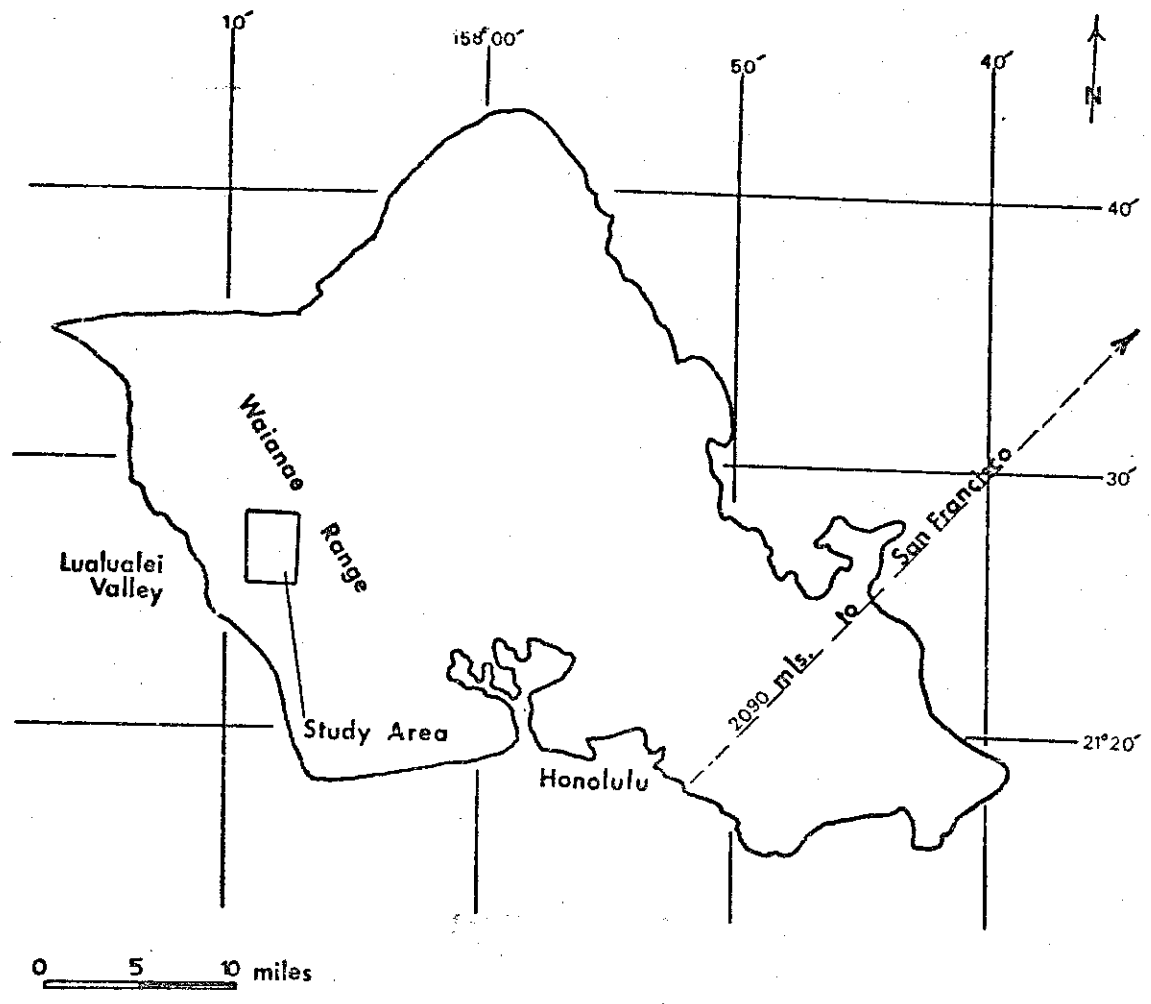 10′
158°00′
50′
40′
N
40′
Waianae
Range
30′
Lualualei
Valley
2090 mls. to San Francisco
Study Area
21°20′
Honolulu
0 5 10 miles